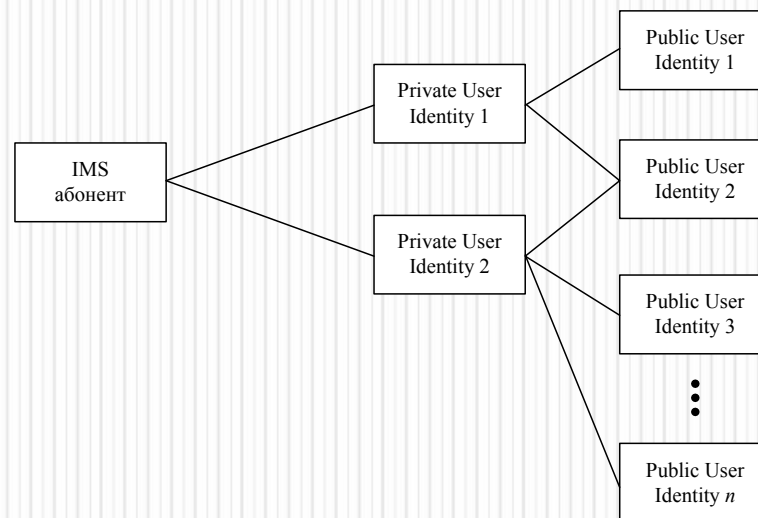 IMS
абонент
Private User
Identity 1
Private User
Identity 2
Public User
Identity 1
Public User
Identity 2
Public User
Identity 3
Public User
Identity n